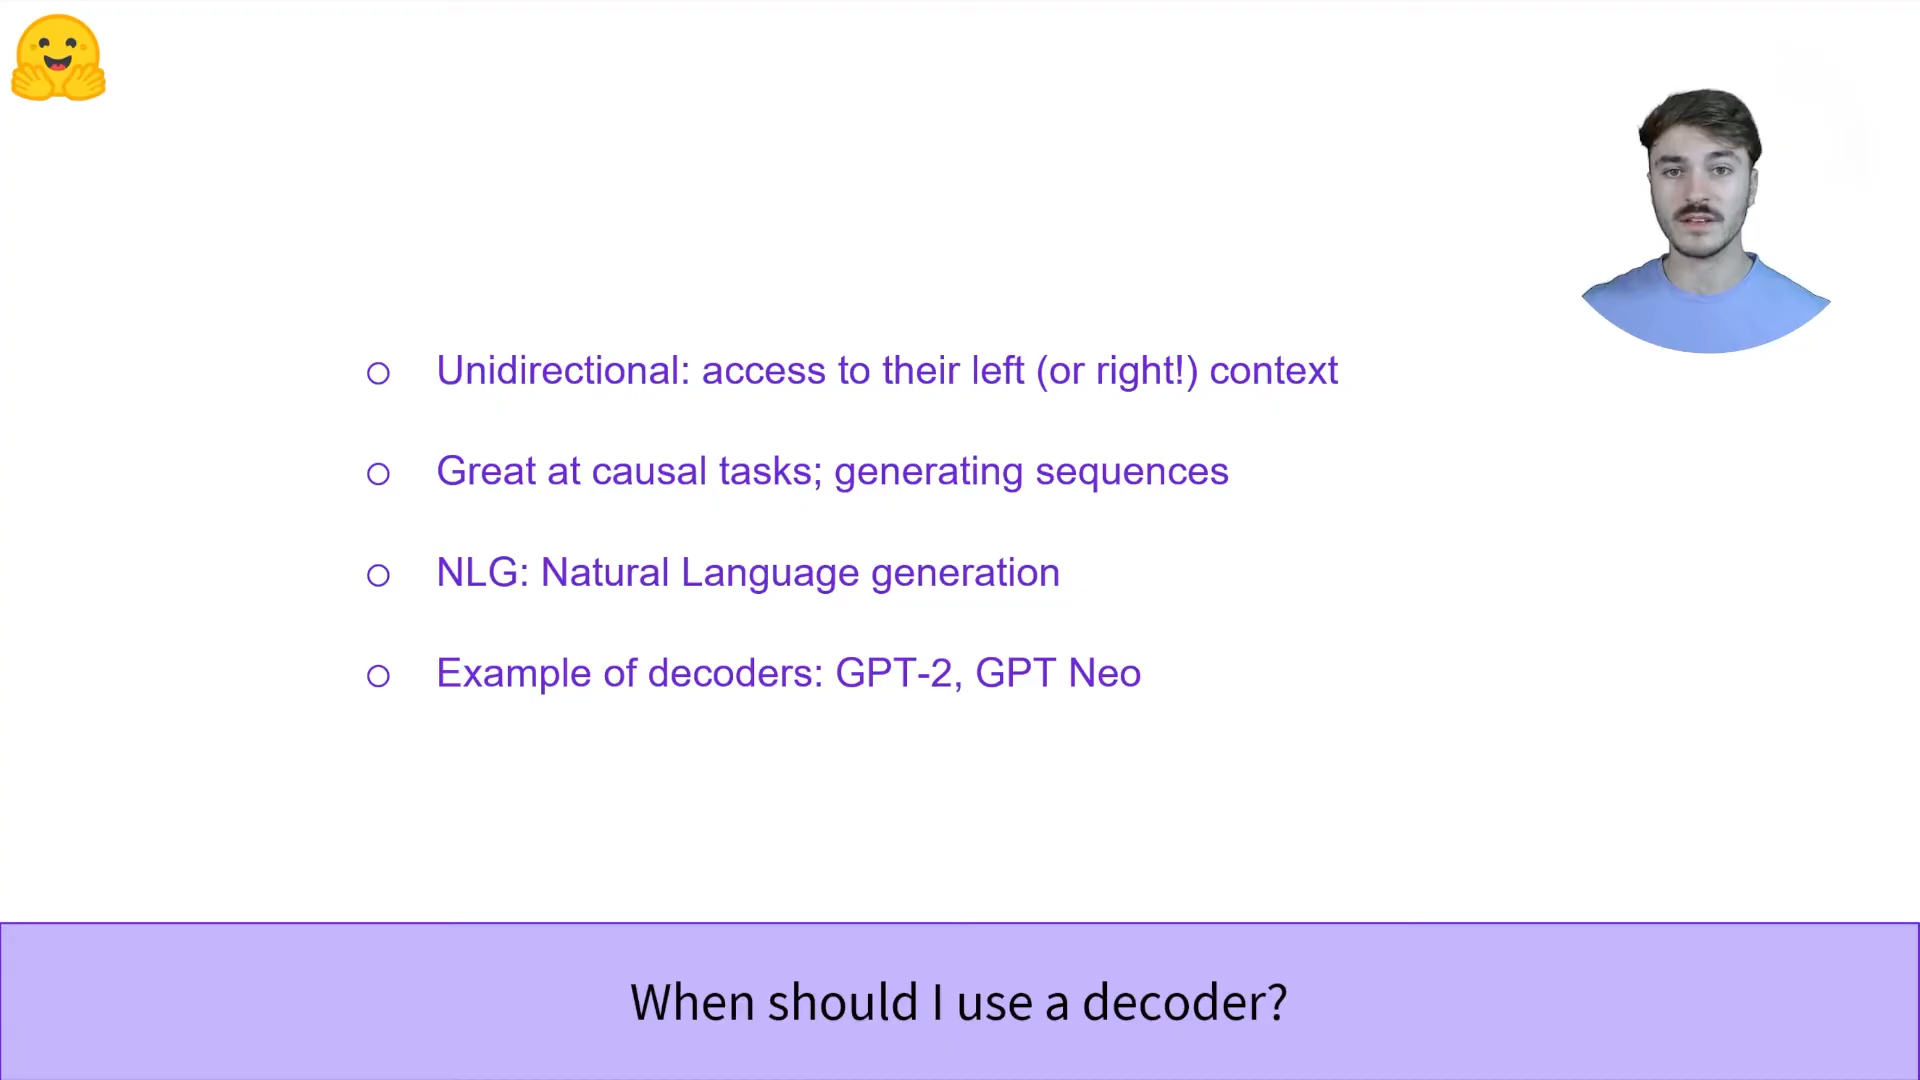 Unidirectional: access to their left (or right!) context
Great at causal tasks; generating sequences
NLG: Natural Language generation
Example of decoders: GPT-2, GPT Neo
When should I use a decoder?